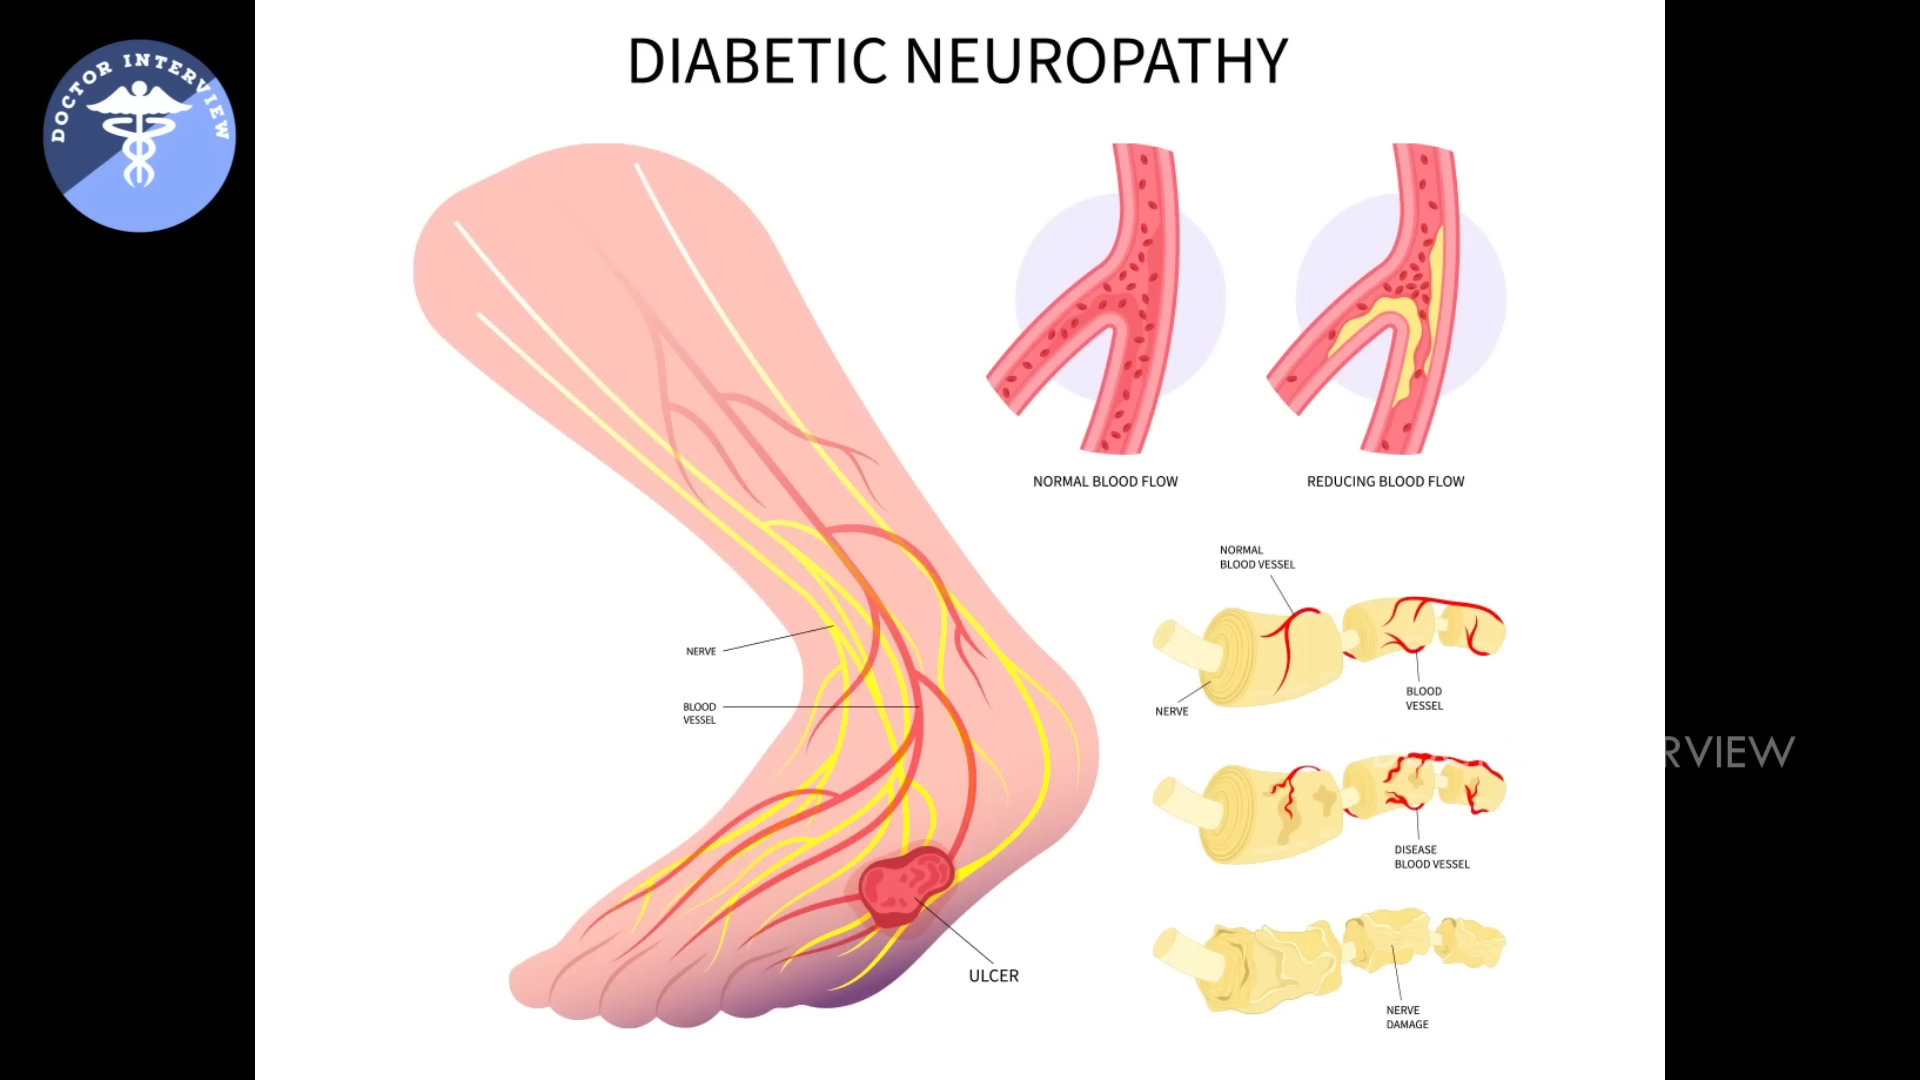 DOCTOR INTERVIEW
DIABETIC NEUROPATHY
NORMAL BLOOD FLOW
REDUCING BLOOD FLOW
NORMAL
BLOOD VESSEL
NERVE
BLOOD
VESSEL
NERVE
BLOOD
VESSEL
RVIEW
DISEASE
BLOOD VESSEL
ULCER
NERVE
DAMAGE